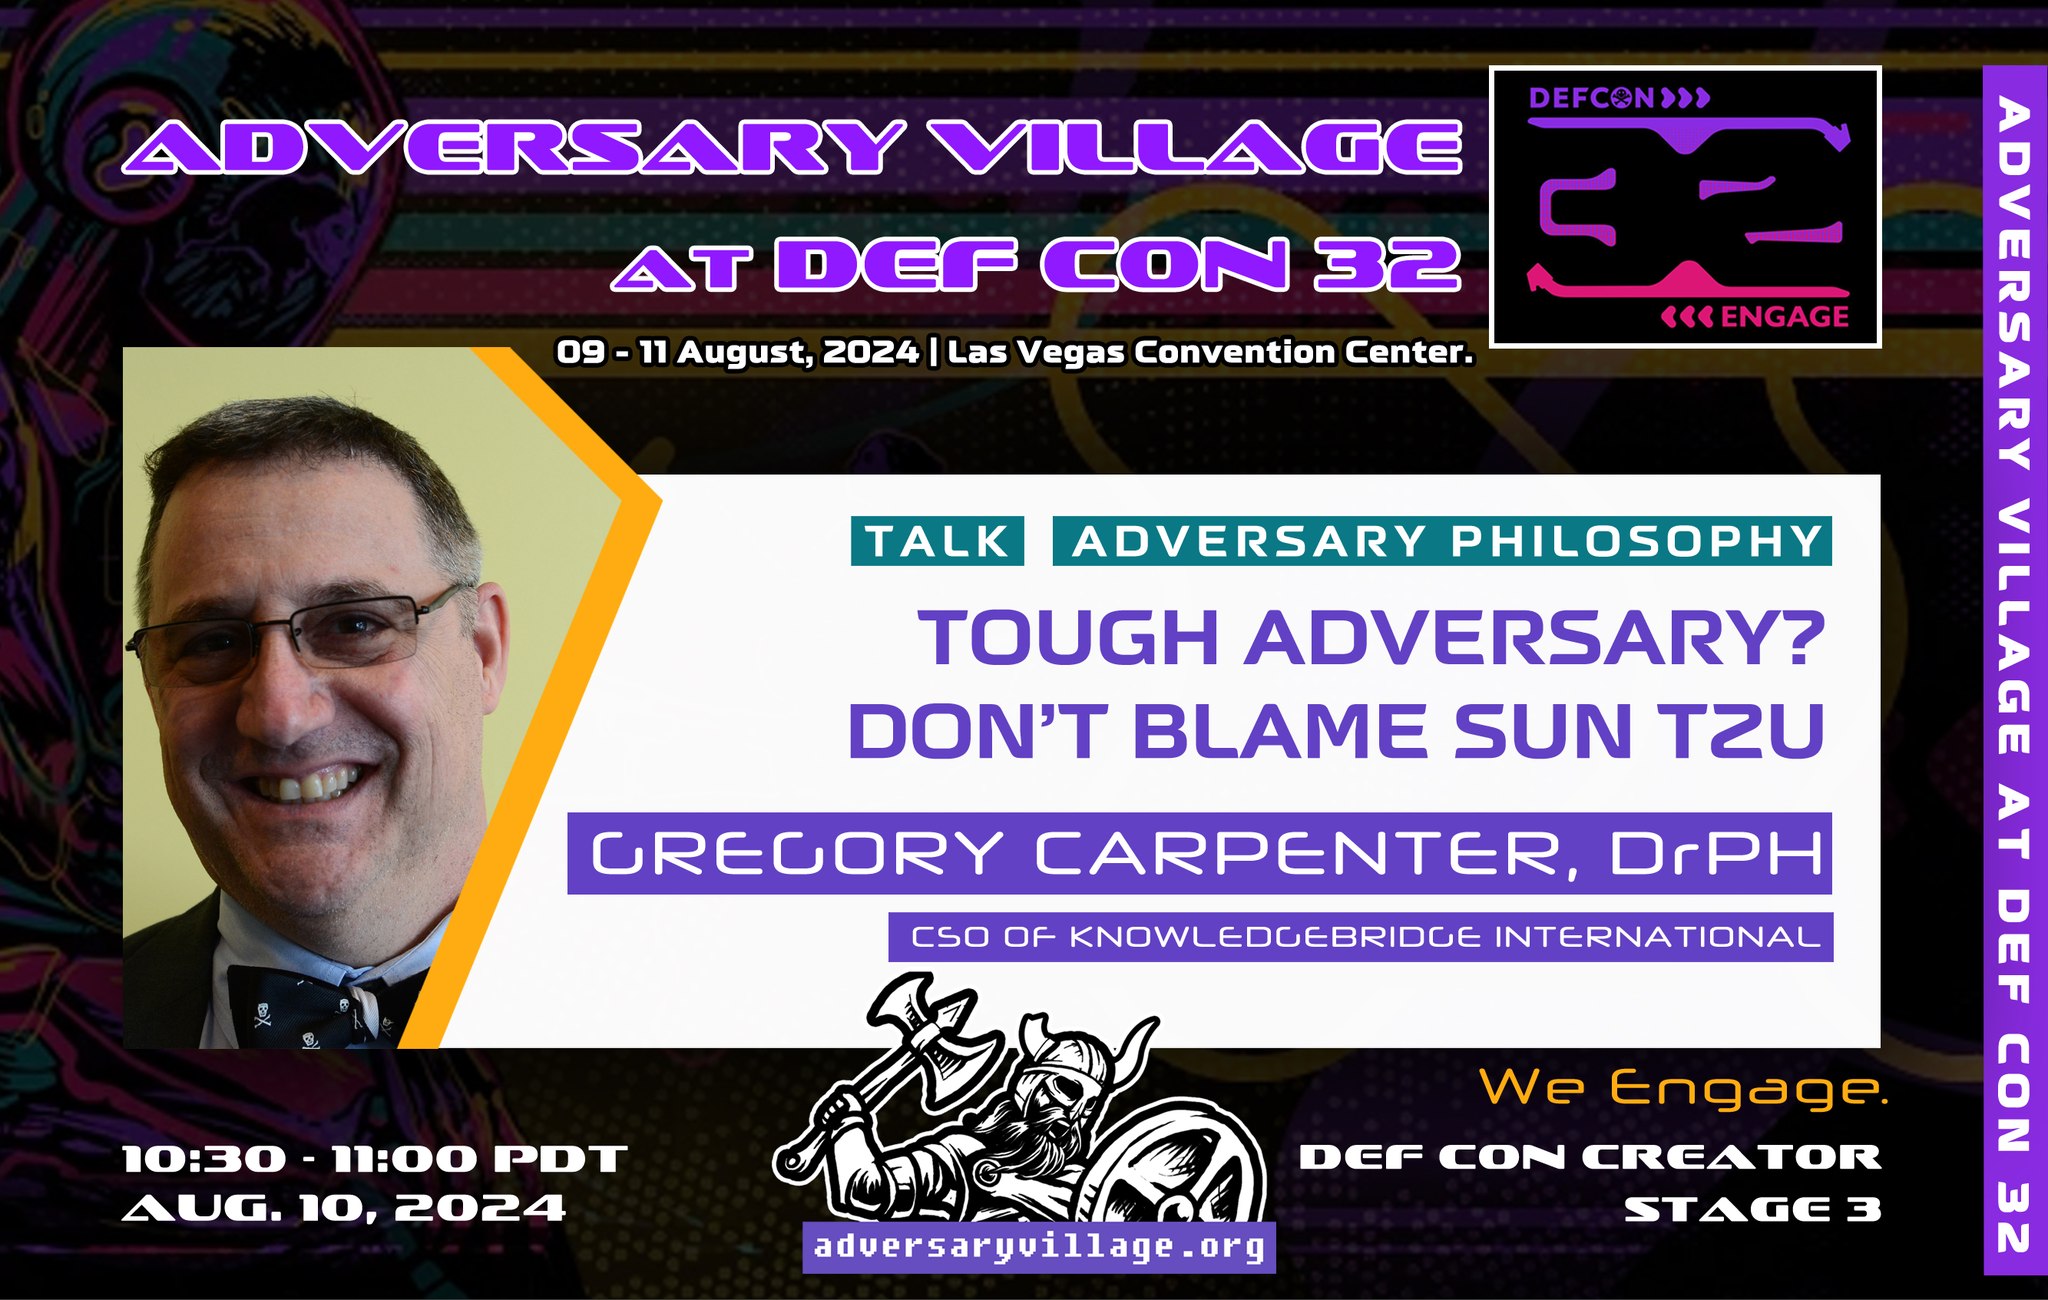 ADVERSARY VILLAGE
AT DEF CON 32
09 - 11 August, 2024 | Las Vegas Convention Center.
DEFCON
ENGAGE
TALK ADVERSARY PHILOSOPHY
TOUGH ADVERSARY?
DON'T BLAME SUN TZU
GREGORY CARPENTER, DrPH
CSO OF KNOWLEDGEBRIDGE INTERNATIONAL
We Engage.
10:30 - 11:00 PDT
AUG. 10, 2024
DEF CON CREATOR
STAGE 3
adversaryvillage.org
ADVERSARY VILLAGE AT DEF CON 32